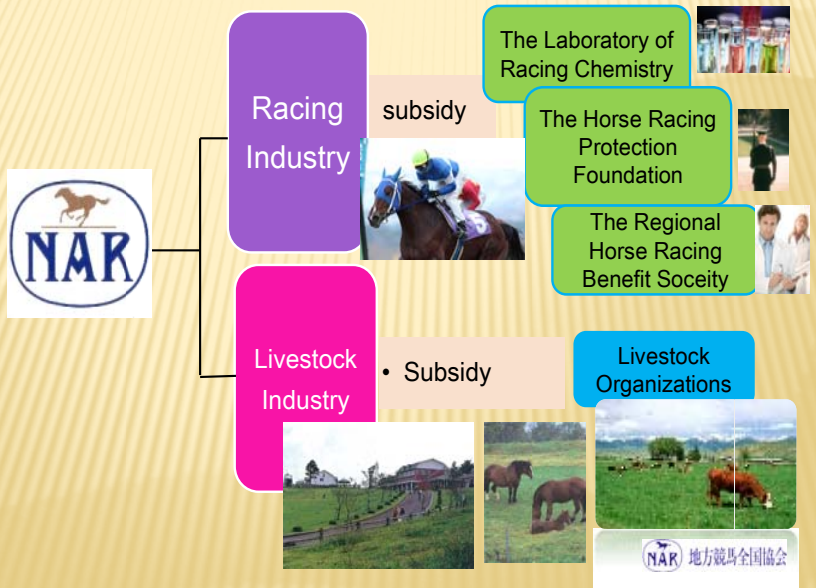 NAR
Racing
Industry
subsidy
The Laboratory of
Racing Chemistry
The Horse Racing
Protection
Foundation
The Regional
Horse Racing
Benefit Soceity
Livestock
Industry
• Subsidy
Livestock
Organizations
NAR 地方競馬全国協会